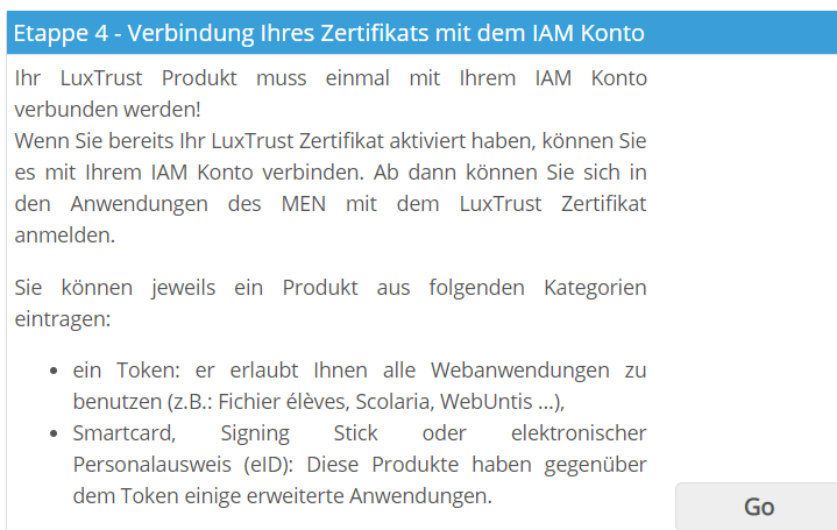 Etappe 4 - Verbindung Ihres Zertifikats mit dem IAM Konto
Ihr LuxTrust Produkt muss einmal mit Ihrem IAM Konto
verbunden werden!
Wenn Sie bereits Ihr LuxTrust Zertifikat aktiviert haben, können Sie
es mit Ihrem IAM Konto verbinden. Ab dann können Sie sich in
den Anwendungen des MEN mit dem LuxTrust Zertifikat
anmelden.
Sie können jeweils ein Produkt aus folgenden Kategorien
eintragen:
• ein Token: er erlaubt Ihnen alle Webanwendungen zu
benutzen (z.B.: Fichier élèves, Scolaria, WebUntis ...),
• Smartcard, Signing Stick oder elektronischer
Personalausweis (eID): Diese Produkte haben gegenüber
dem Token einige erweiterte Anwendungen.
Go